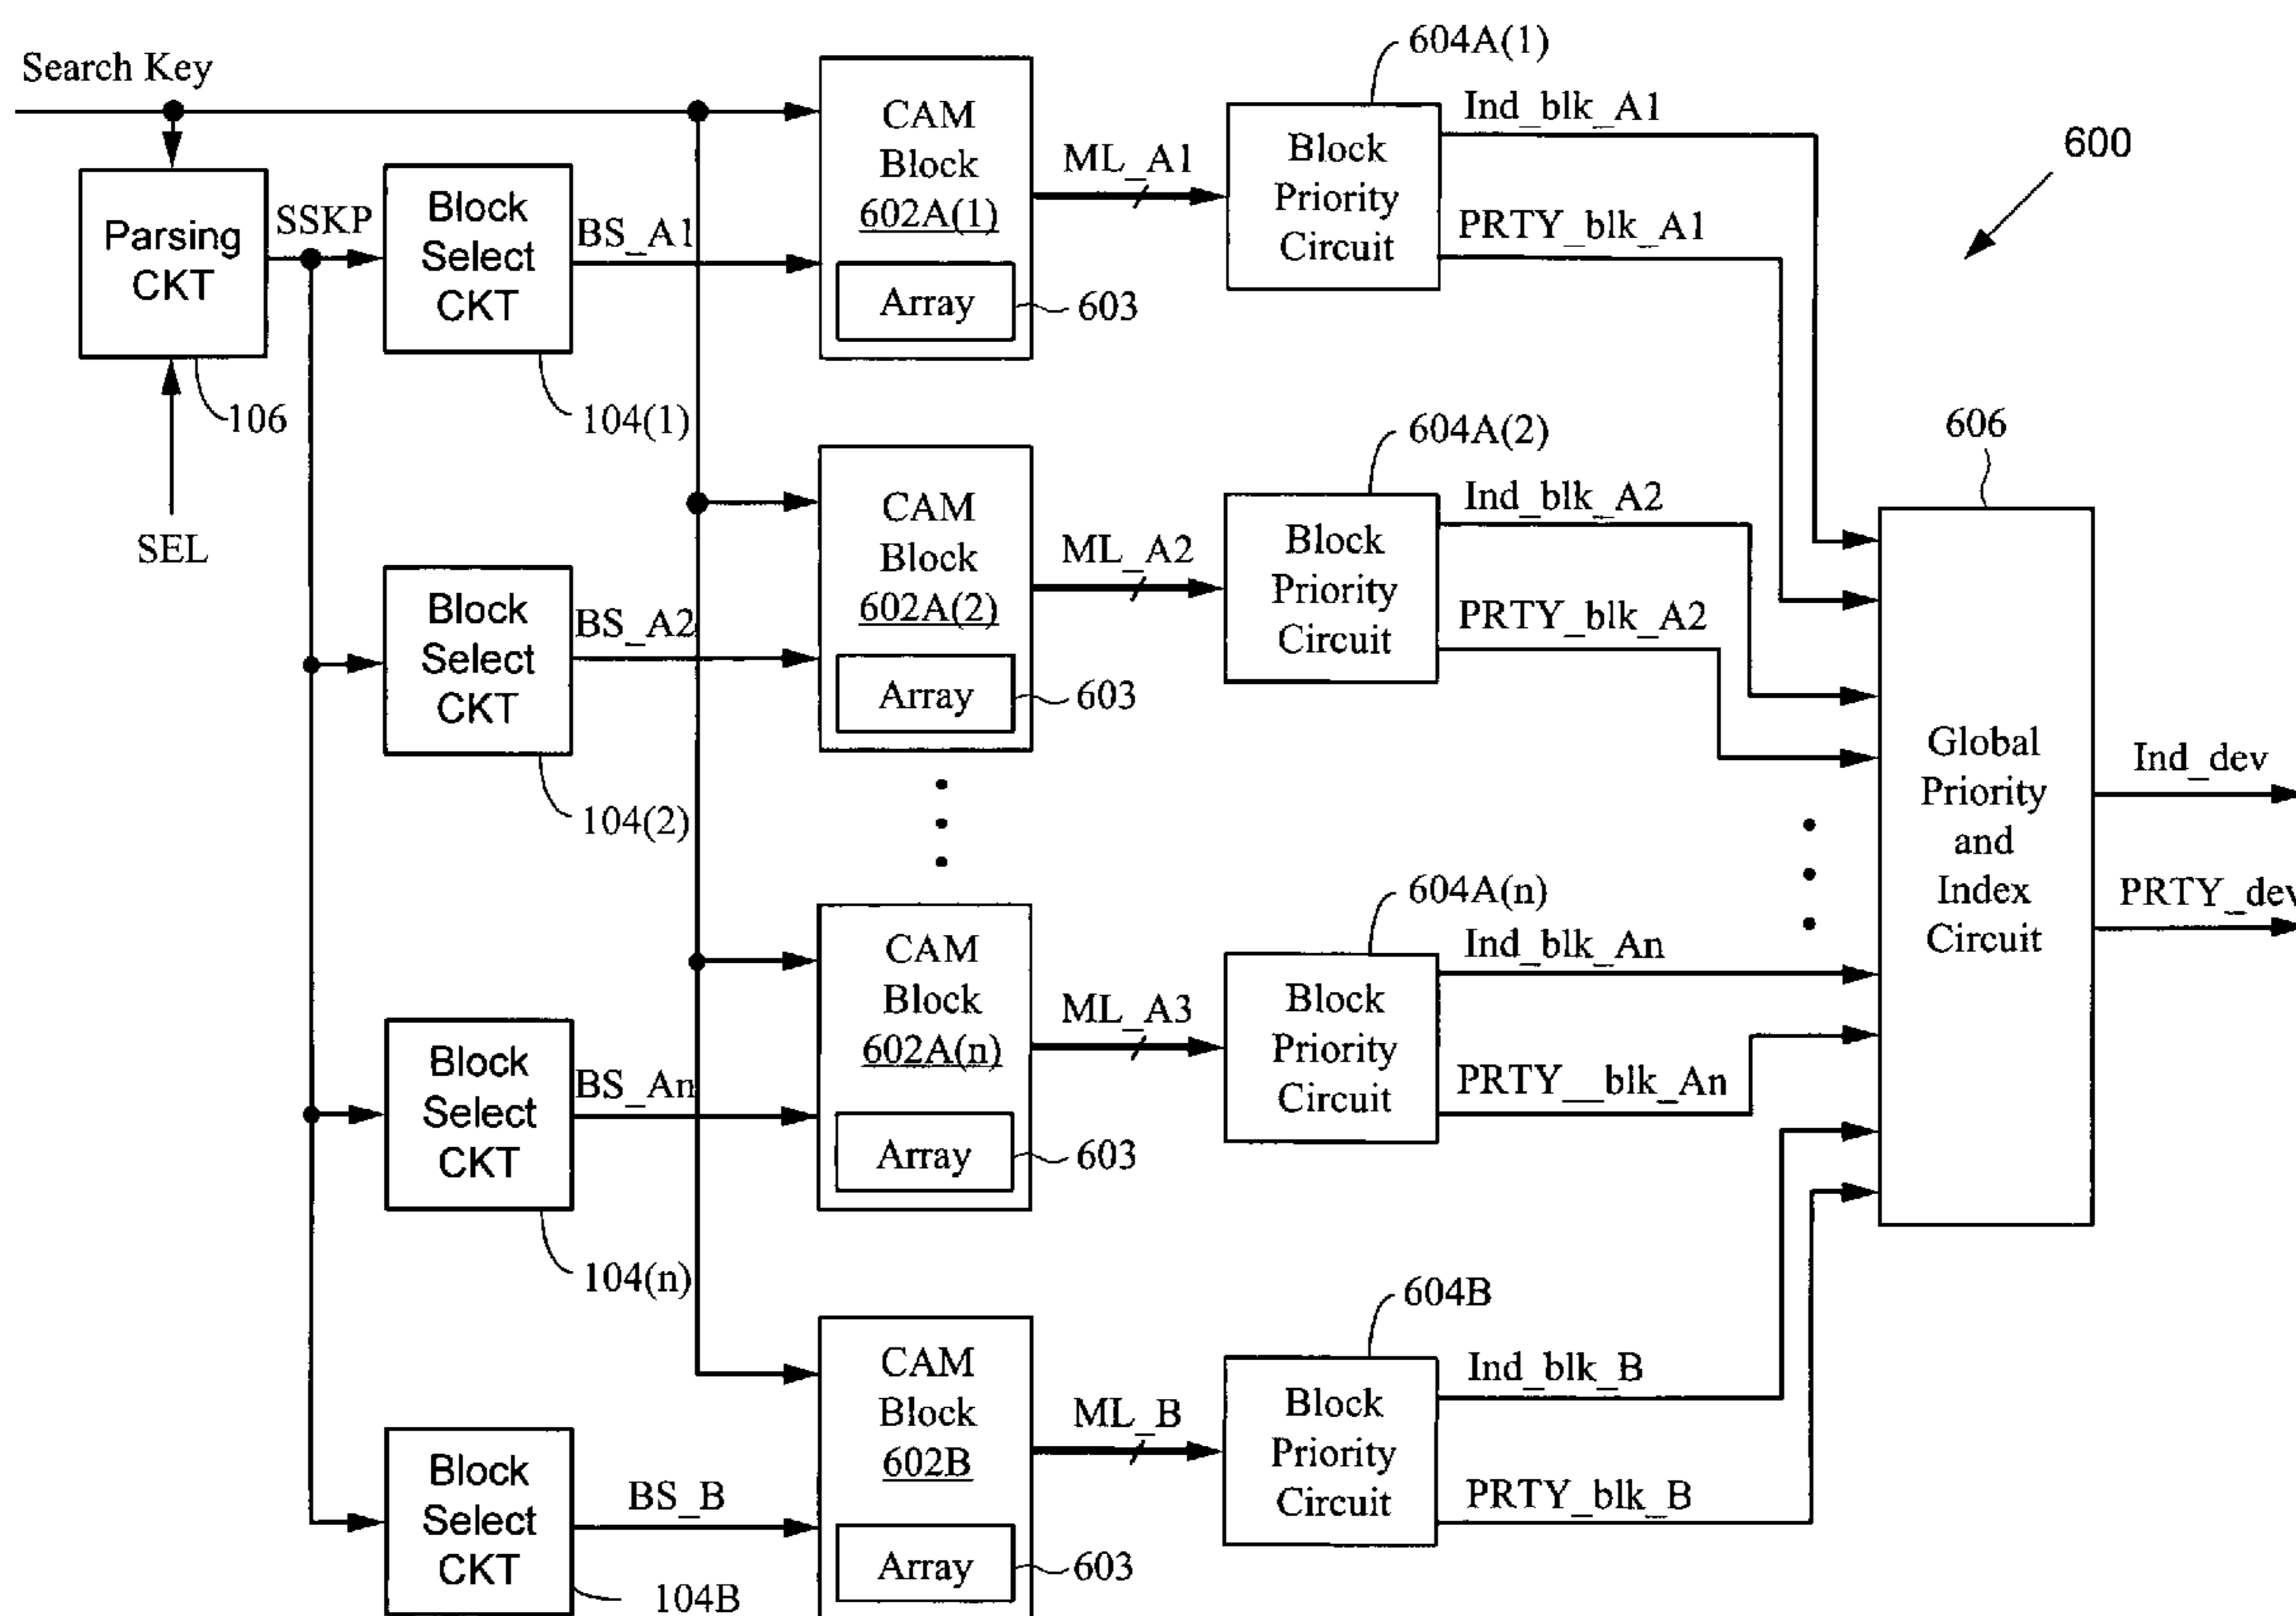 Search Key
Parsing
CKT
106
SEL
SSKP
Block
Select
CKT
104(1)
BS_A1
CAM
Block
602A(1)
Array
603
ML_A1
604A(1)
Block
Priority
Circuit
Ind_blk_A1
PRTY_blk_A1
600
Block
Select
CKT
104(2)
BS_A2
CAM
Block
602A(2)
Array
603
ML_A2
604A(2)
Block
Priority
Circuit
Ind_blk_A2
PRTY_blk_A2
606
Global
Priority
and
Index
Circuit
Ind_dev
PRTY_dev
Block
Select
CKT
104(n)
BS_An
CAM
Block
602A(n)
Array
603
ML_A3
604A(n)
Block
Priority
Circuit
Ind_blk_An
PRTY__blk_An
Block
Select
CKT
104B
BS_B
CAM
Block
602B
Array
603
ML_B
604B
Block
Priority
Circuit
Ind_blk_B
PRTY_blk_B